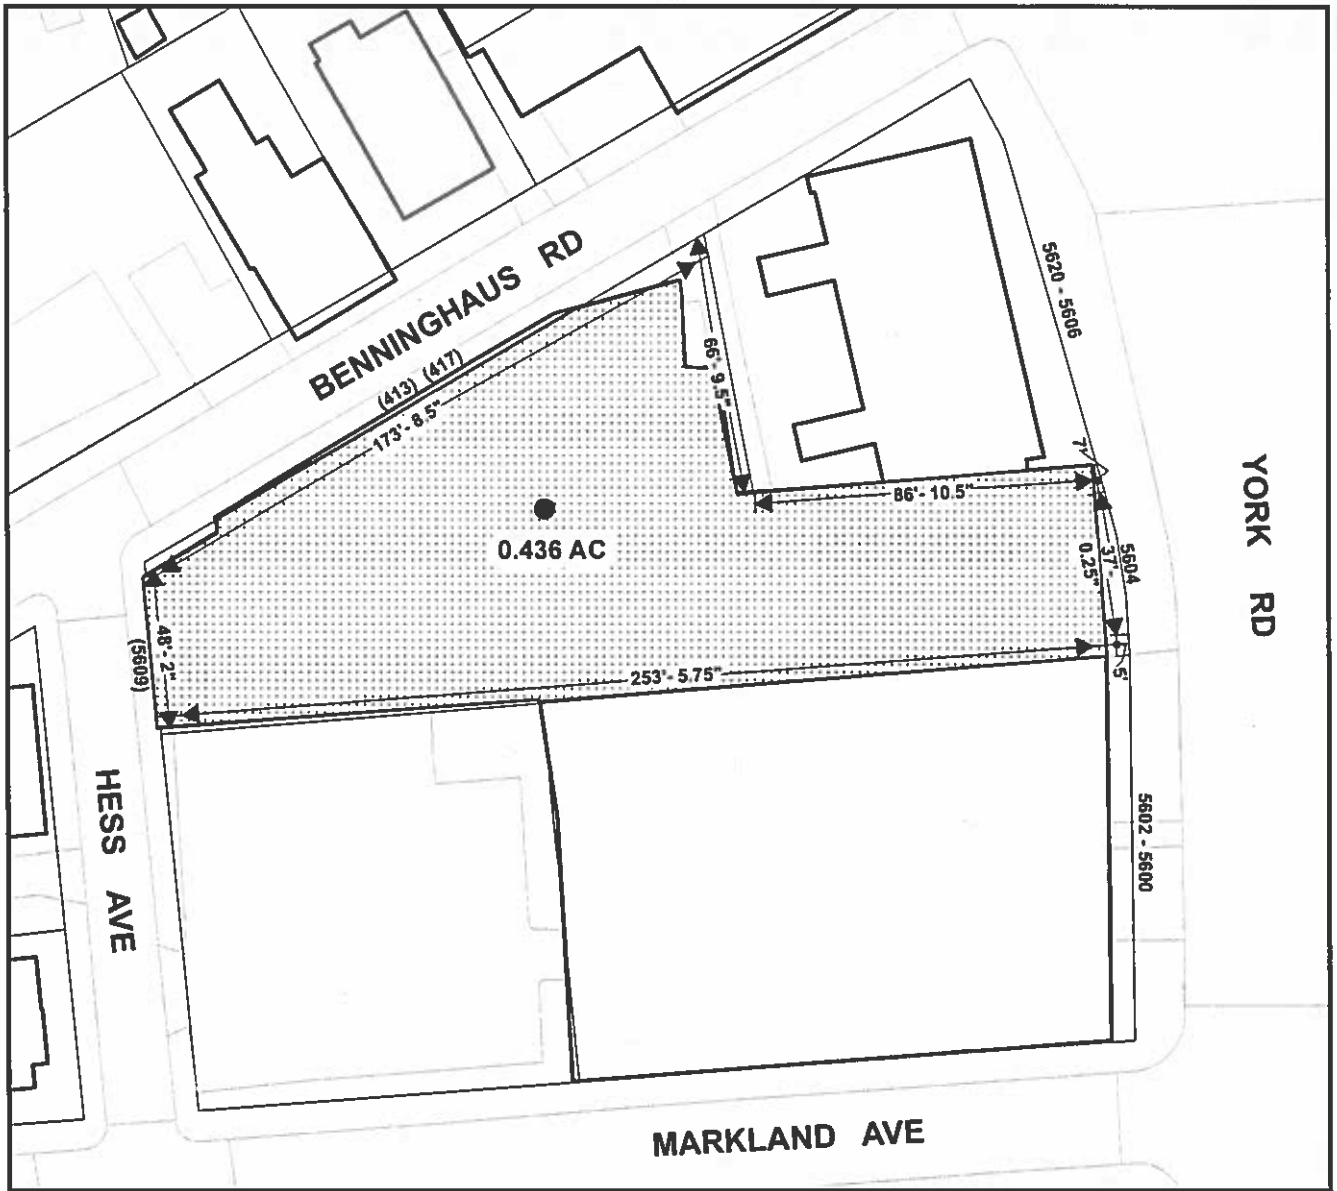 BENNINGHAUS RD
5620 - 5606
(413) (417)
173'- 8.5"
66'- 9.5"
7'
86'- 10.5"
YORK RD
0.436 AC
5604
37'-
0.25"
48'- 2"
(5609)
253'- 5.75"
5'
HESS AVE
5602 - 5600
MARKLAND AVE